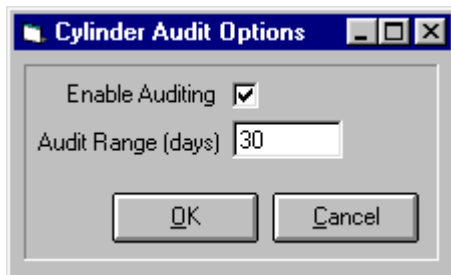 Cylinder Audit Options
Enable Auditing
Audit Range (days) 30
OK Cancel